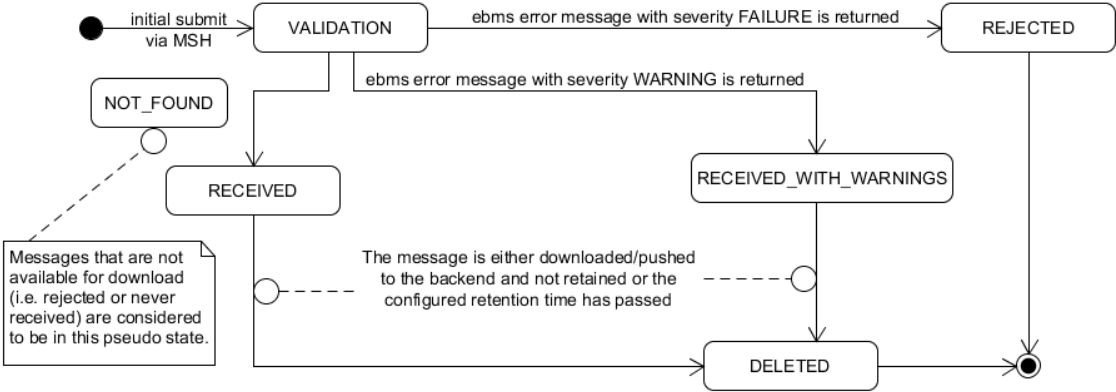 initial submit
via MSH
VALIDATION
ebms error message with severity FAILURE is returned
REJECTED
ebms error message with severity WARNING is returned
NOT_FOUND
RECEIVED
RECEIVED_WITH_WARNINGS
Messages that are not
available for download
(i.e. rejected or never
received) are considered
to be in this pseudo state.
The message is either downloaded/pushed
to the backend and not retained or the
configured retention time has passed
DELETED